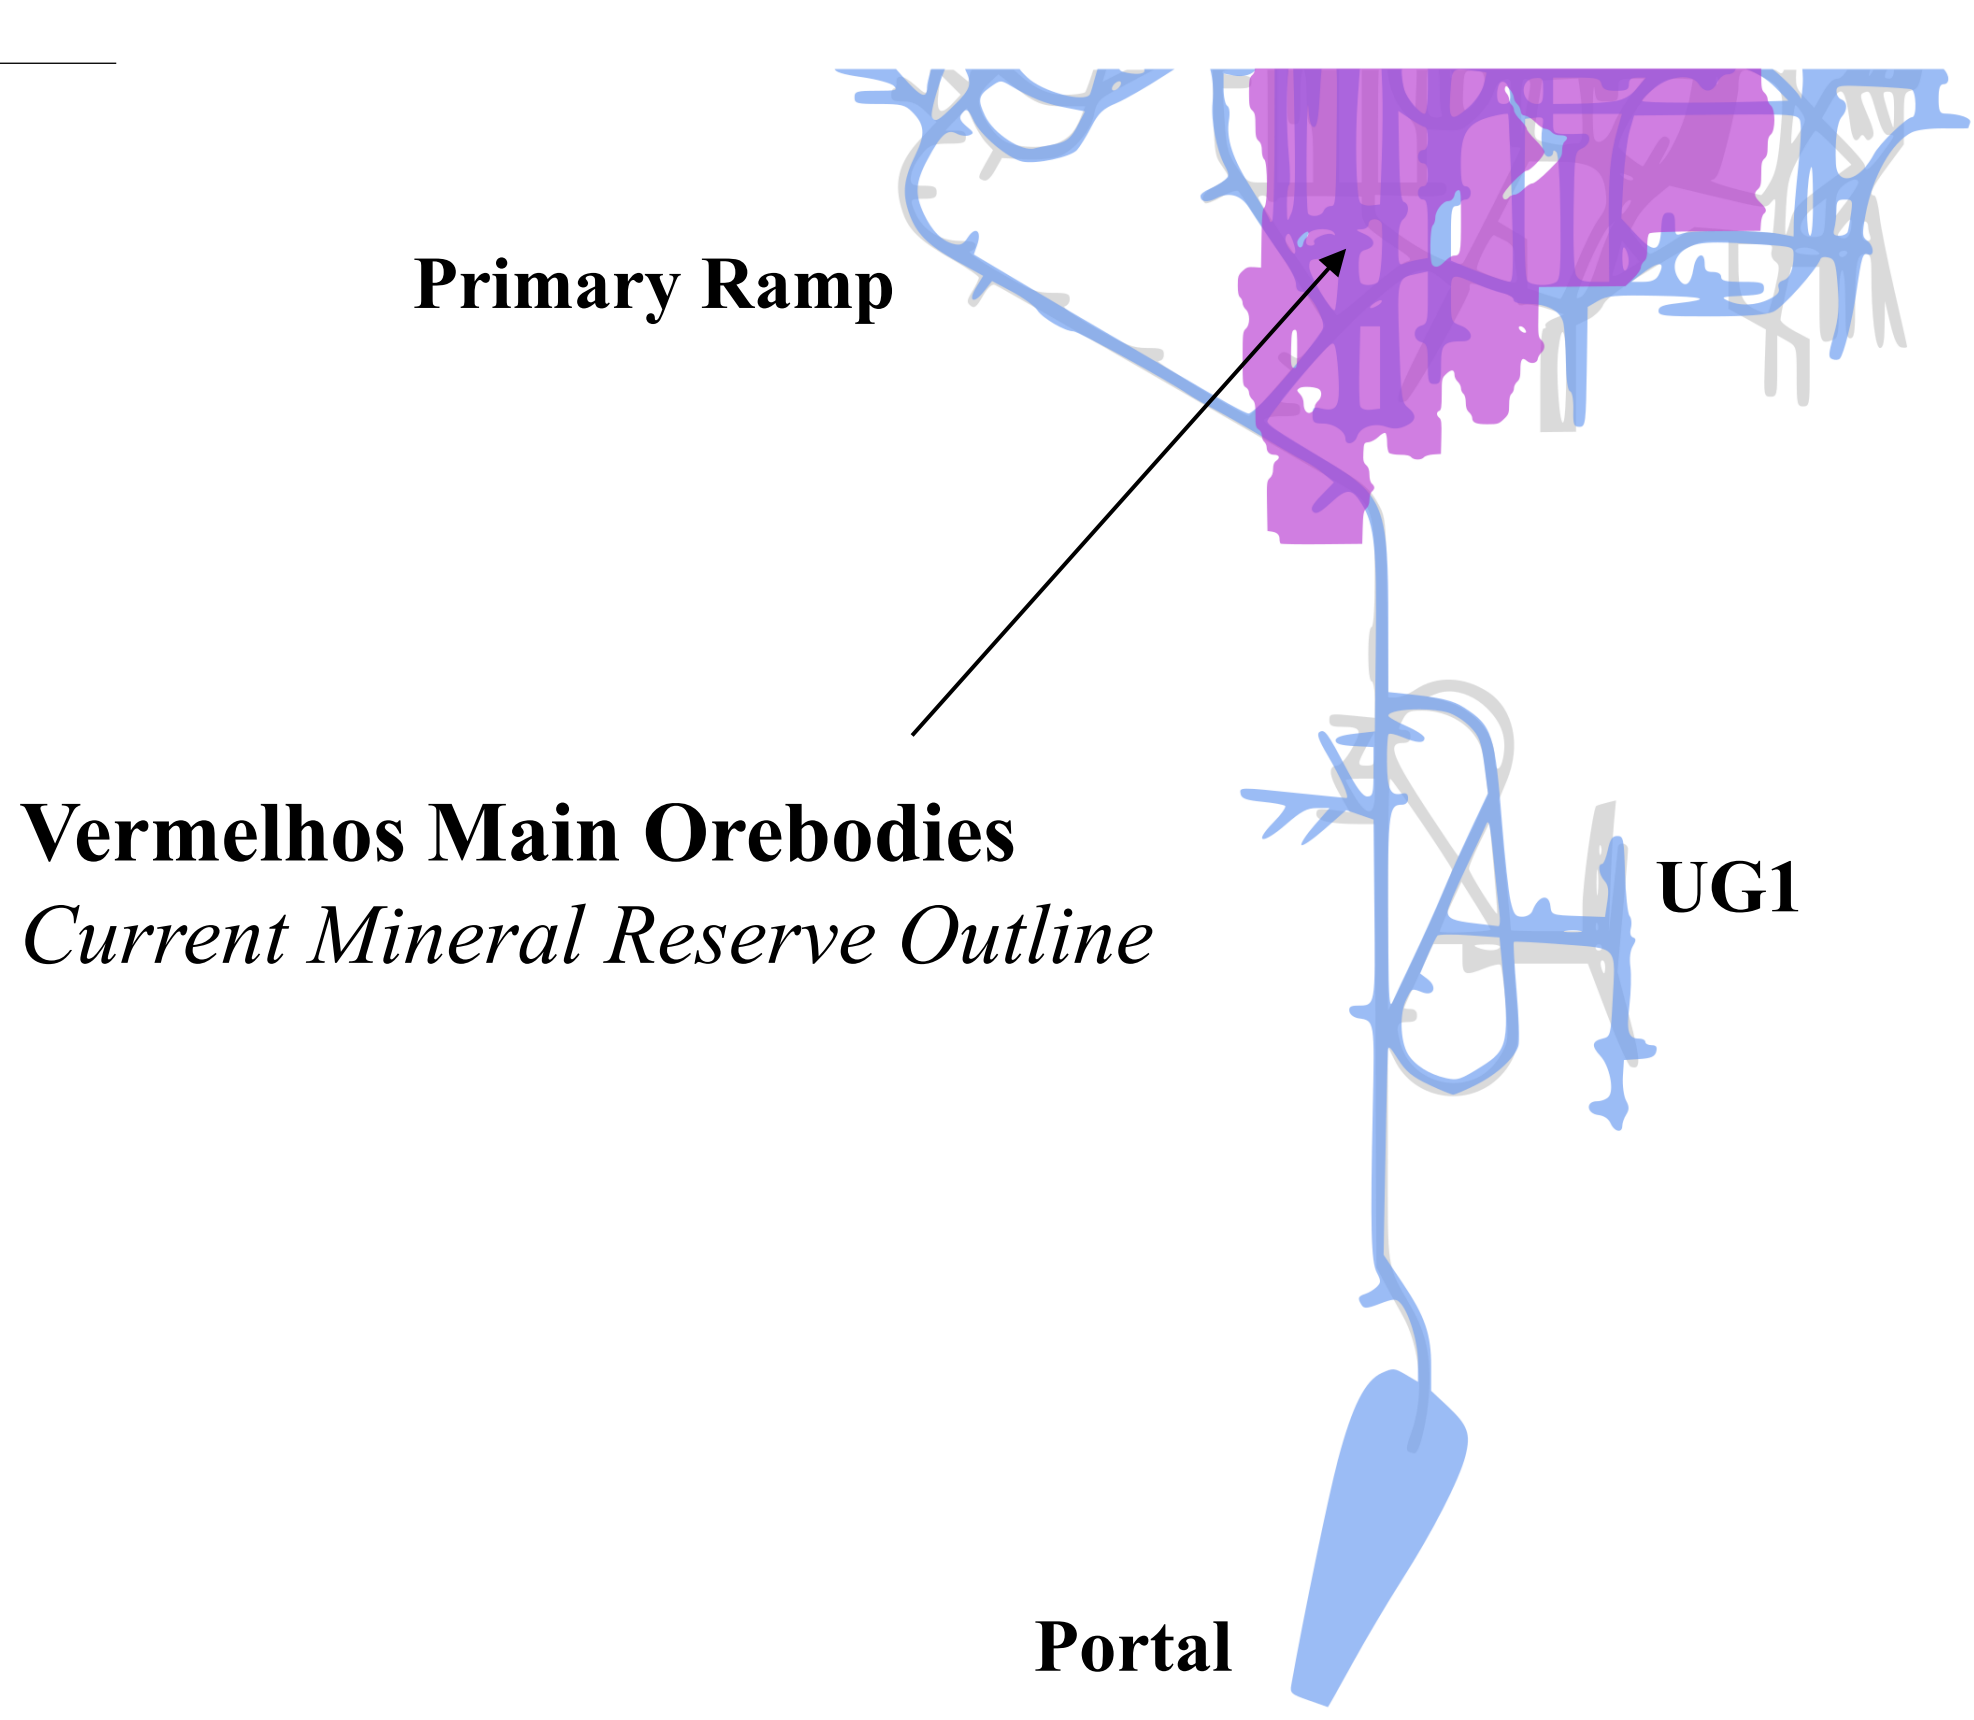 Primary Ramp
Vermelhos Main Orebodies
Current Mineral Reserve Outline
UG1
Portal